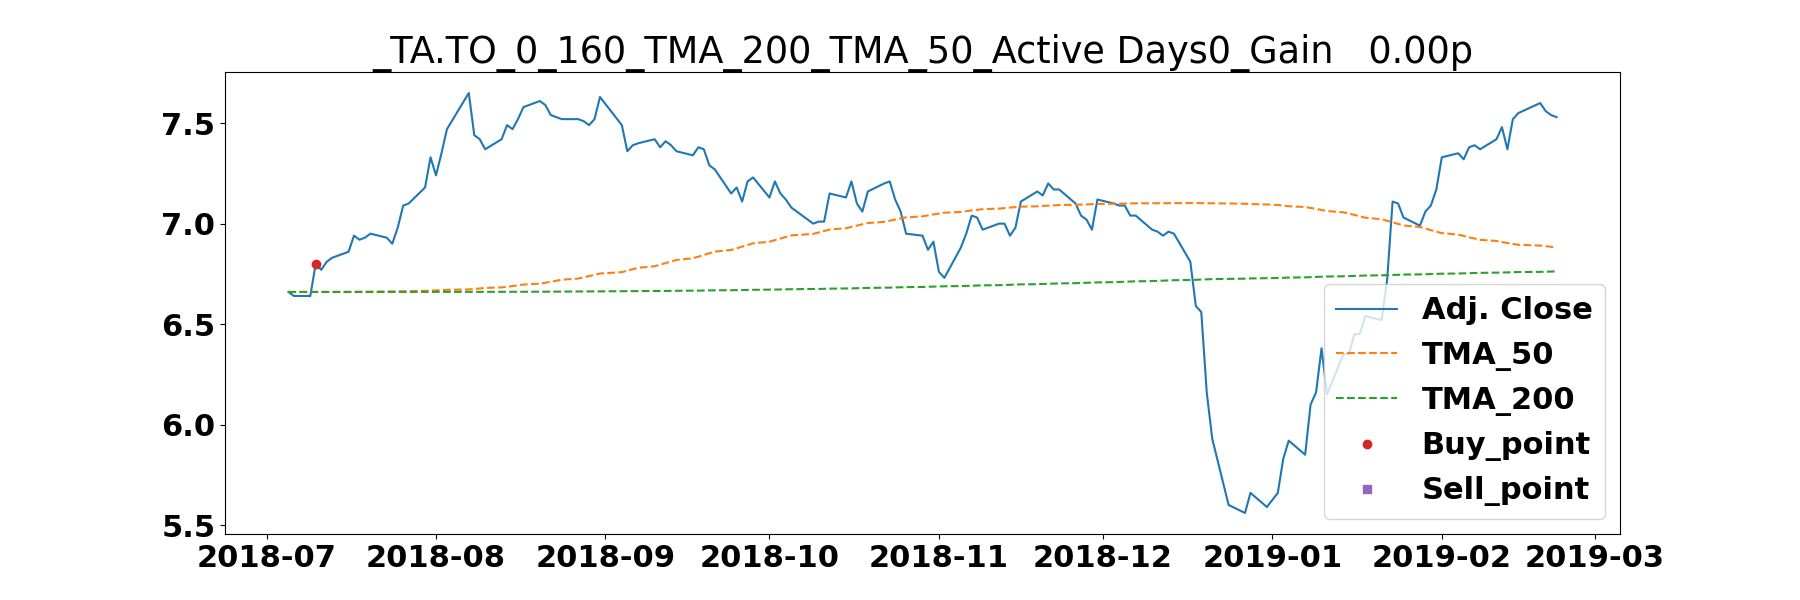 _TA.TO_0_160_TMA_200_TMA_50_Active Days0_Gain   0.00p
7.5
7.0
6.5
6.0
5.5
Adj. Close
TMA_50
TMA_200
Buy_point
Sell_point
2018-07 2018-08 2018-09 2018-10 2018-11 2018-12 2019-01 2019-02 2019-03